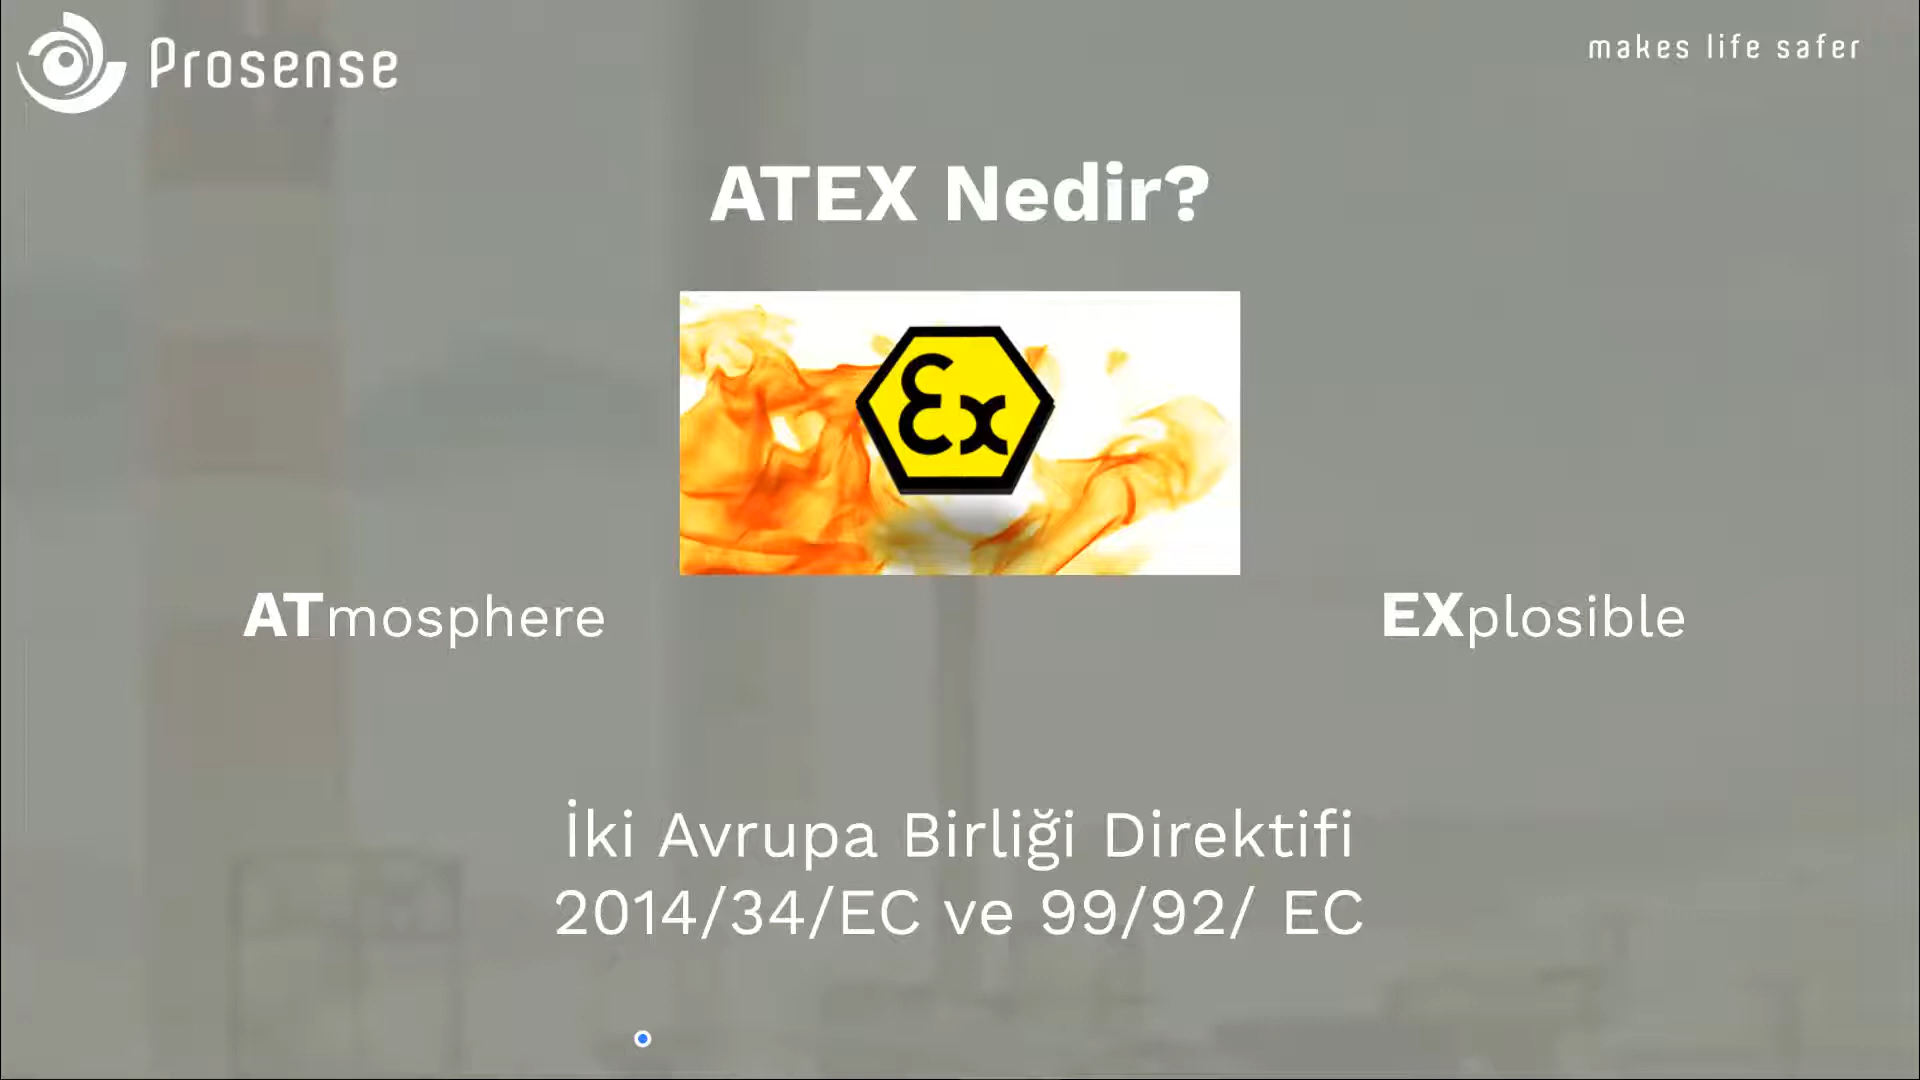 Prosense
makes life safer
ATEX Nedir?
Ex
ATmosphere
EXplosible
İki Avrupa Birliği Direktifi
2014/34/EC ve 99/92/ EC